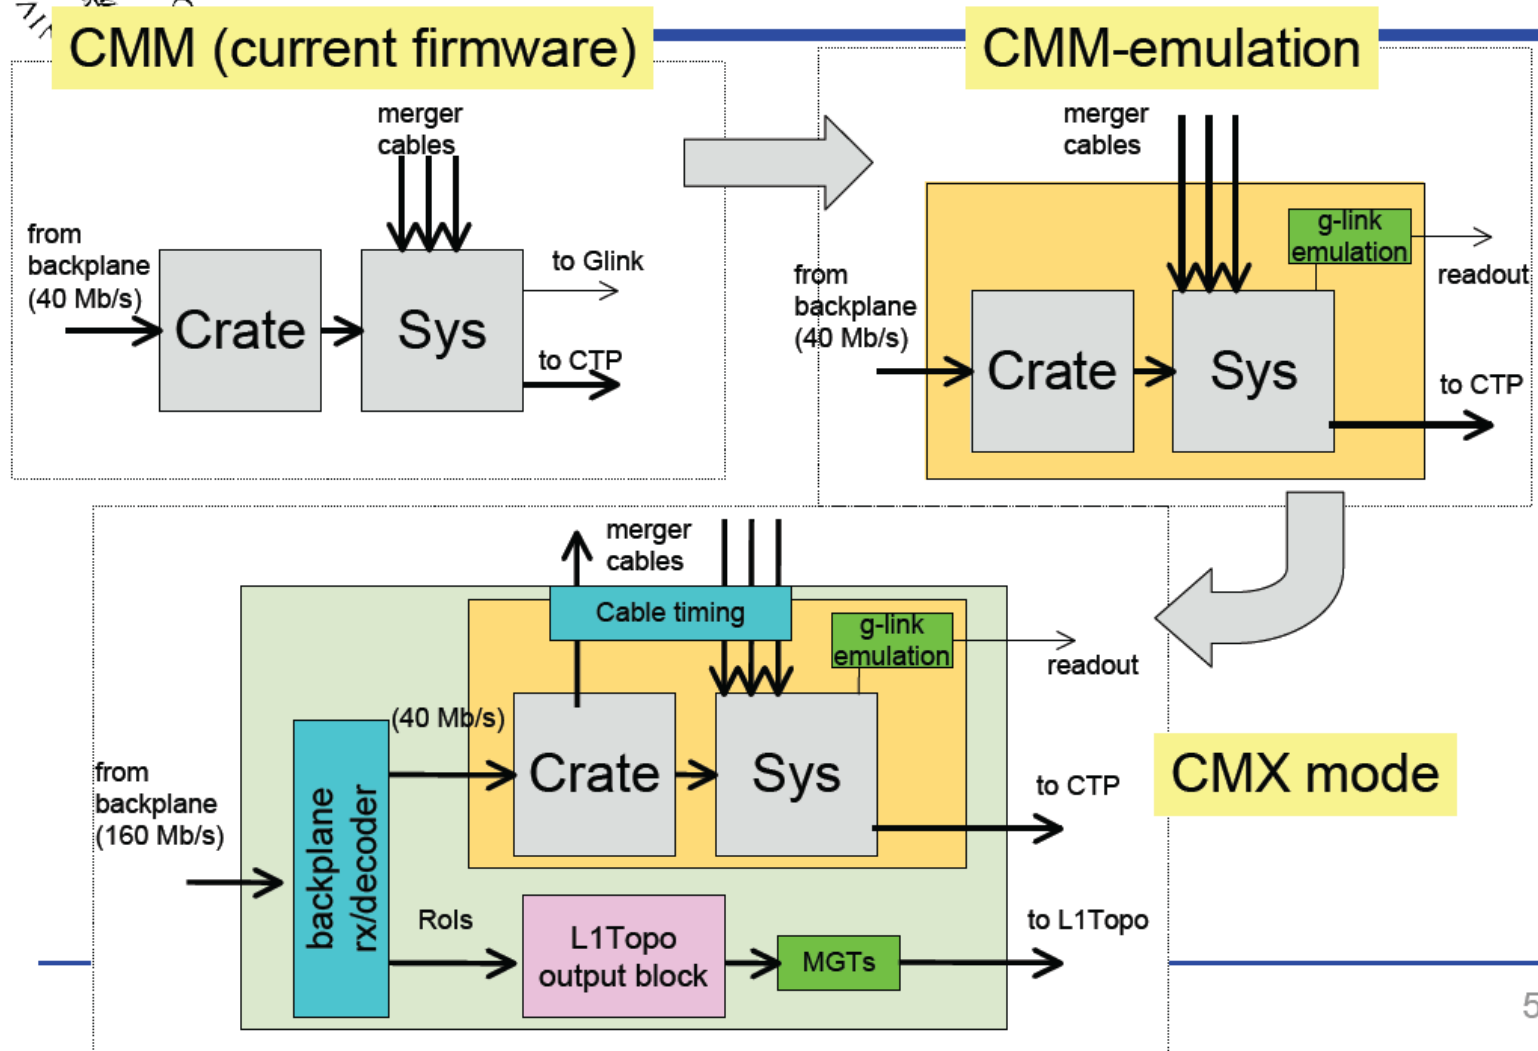 CMM (current firmware)
merger
cables
from
backplane
(40 Mb/s)
Crate
Sys
to Glink
to CTP
CMM-emulation
merger
cables
g-link
emulation
readout
from
backplane
(40 Mb/s)
Crate
Sys
to CTP
merger
cables
Cable timing
g-link
emulation
readout
(40 Mb/s)
Crate
Sys
from
backplane
(160 Mb/s)
backplane
rx/decoder
to CTP
CMX mode
RoIs
L1Topo
output block
MGTs
to L1Topo
5